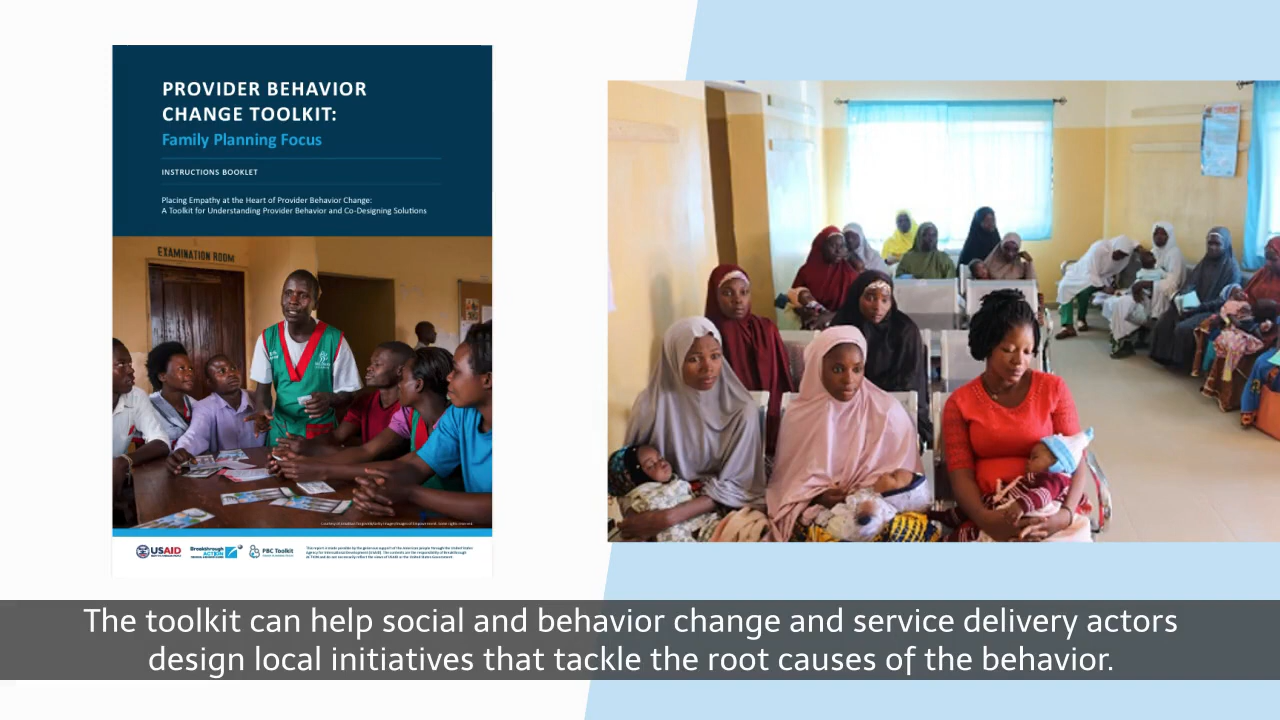 PROVIDER BEHAVIOR
CHANGE TOOLKIT:
Family Planning Focus
INSTRUCTIONS BOOKLET
Placing Empathy at the Heart of Provider Behavior Change:
A Toolkit for Understanding Provider Behavior and Co-Designing Solutions
EXAMINATION ROOM
USAID
Breakthrough
ACTION
PBC Toolkit
The toolkit can help social and behavior change and service delivery actors
design local initiatives that tackle the root causes of the behavior.